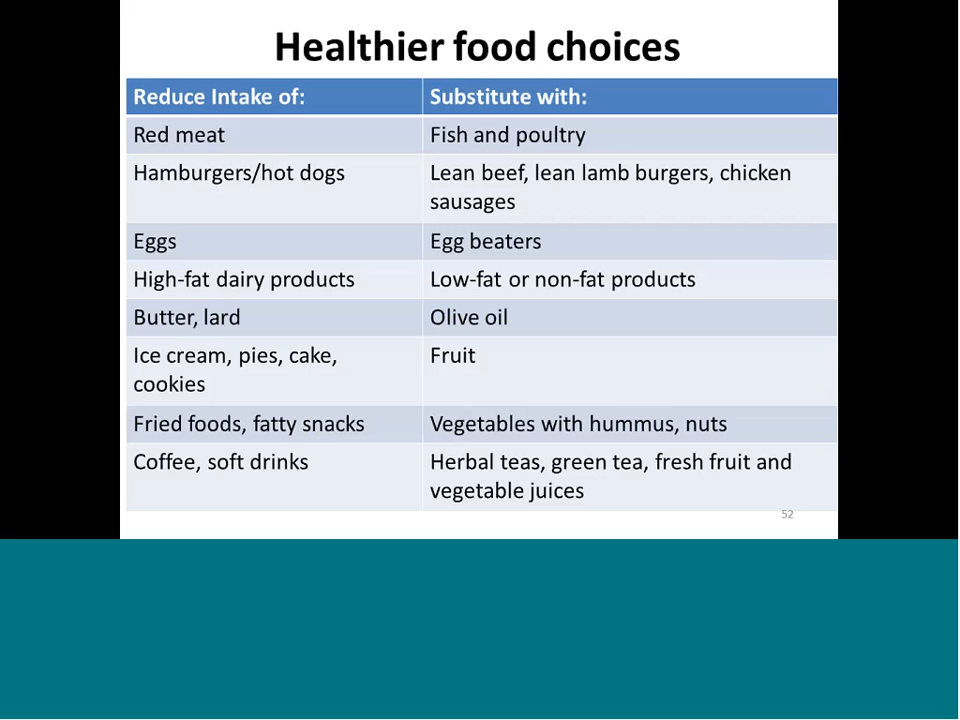 Healthier food choices
Reduce Intake of:
Substitute with:
Red meat
Fish and poultry
Hamburgers/hot dogs
Lean beef, lean lamb burgers, chicken
sausages
Eggs
Egg beaters
High-fat dairy products
Low-fat or non-fat products
Butter, lard
Olive oil
Ice cream, pies, cake,
cookies
Fruit
Fried foods, fatty snacks
Vegetables with hummus, nuts
Coffee, soft drinks
Herbal teas, green tea, fresh fruit and
vegetable juices
52